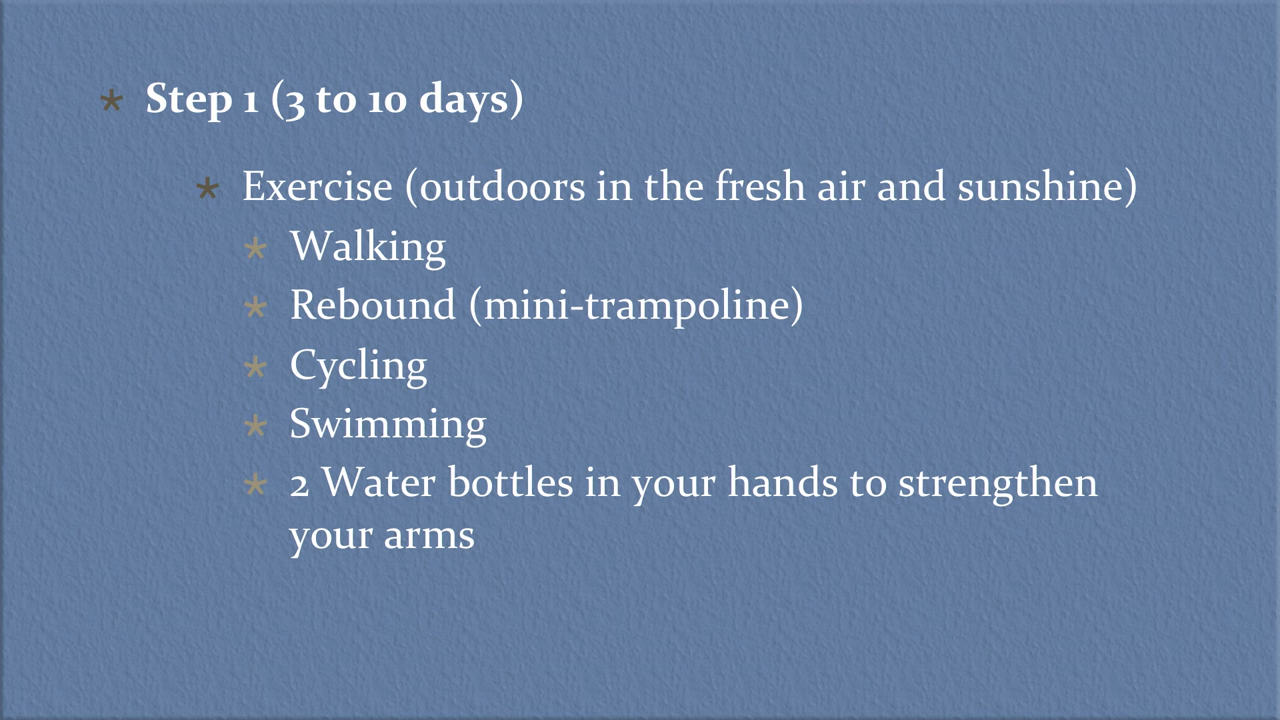 * Step 1 (3 to 10 days)
* Exercise (outdoors in the fresh air and sunshine)
* Walking
* Rebound (mini-trampoline)
* Cycling
* Swimming
* 2 Water bottles in your hands to strengthen
your arms